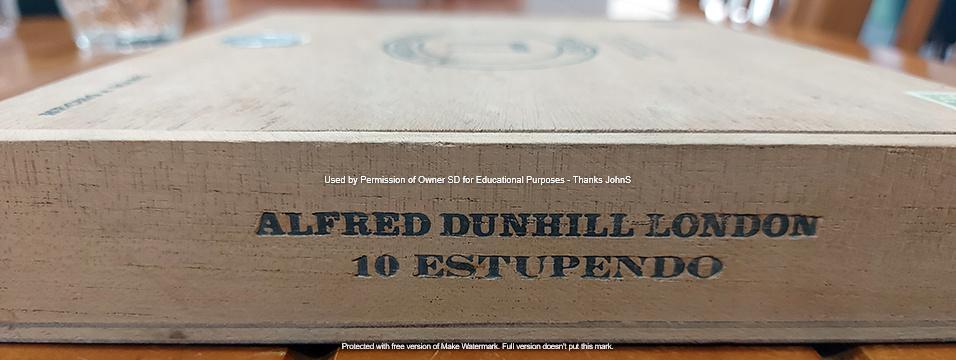 Used by Permission of Owner SD for Educational Purposes - Thanks JohnS
ALFRED DUNHILL LONDON
10 ESTUPENDO
Protected with free version of Make Watermark. Full version doesn't put this mark.